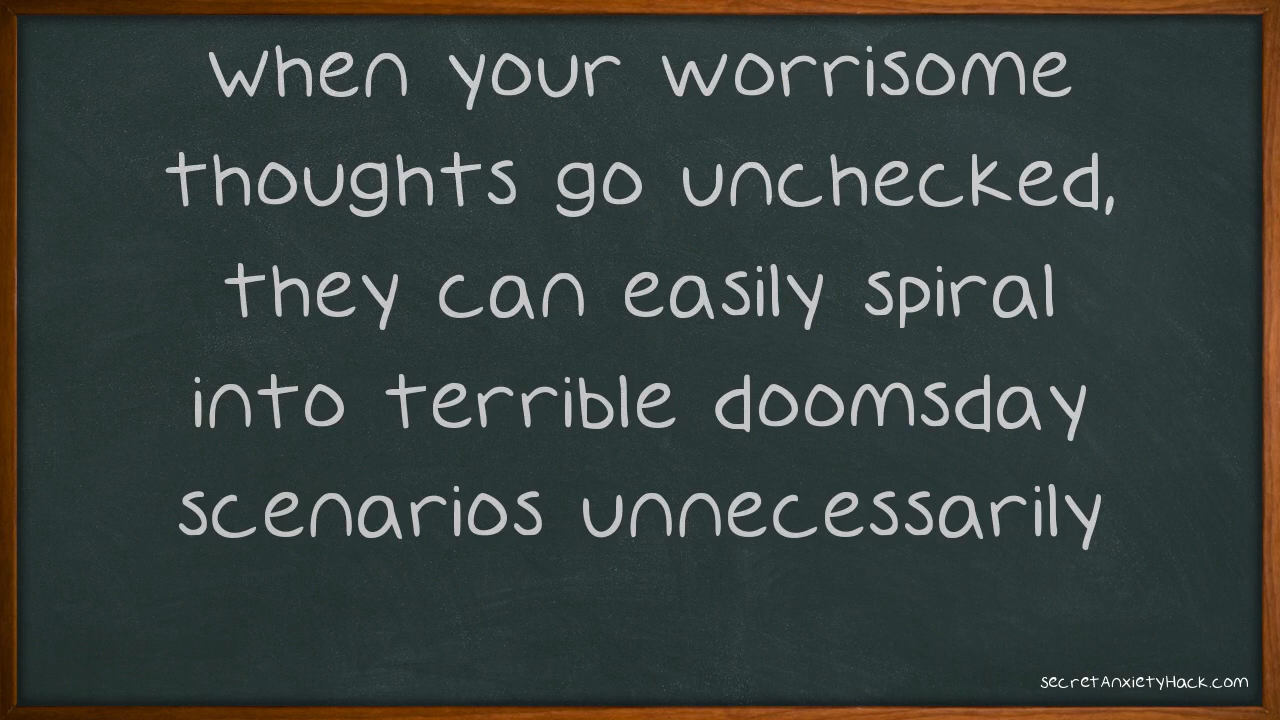 When your worrisome
thoughts go unchecked,
they can easily spiral
into terrible doomsday
scenarios unnecessarily
secretAnxietyHack.com